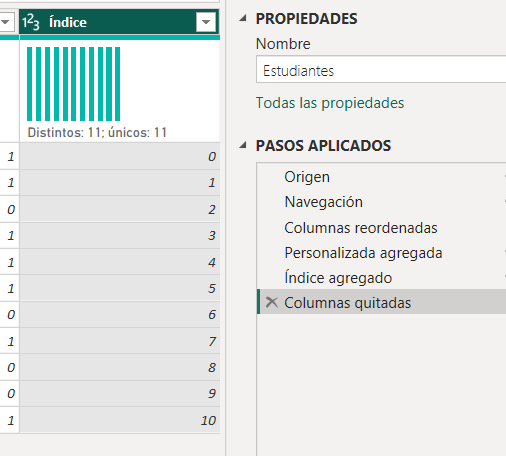 1²3 Índice
Distintos: 11; únicos: 11
1 0
1 1
0 2
1 3
1 4
1 5
0 6
1 7
0 8
0 9
1 10
PROPIEDADES
Nombre
Estudiantes
Todas las propiedades
PASOS APLICADOS
Origen
Navegación
Columnas reordenadas
Personalizada agregada
Índice agregado
Columnas quitadas